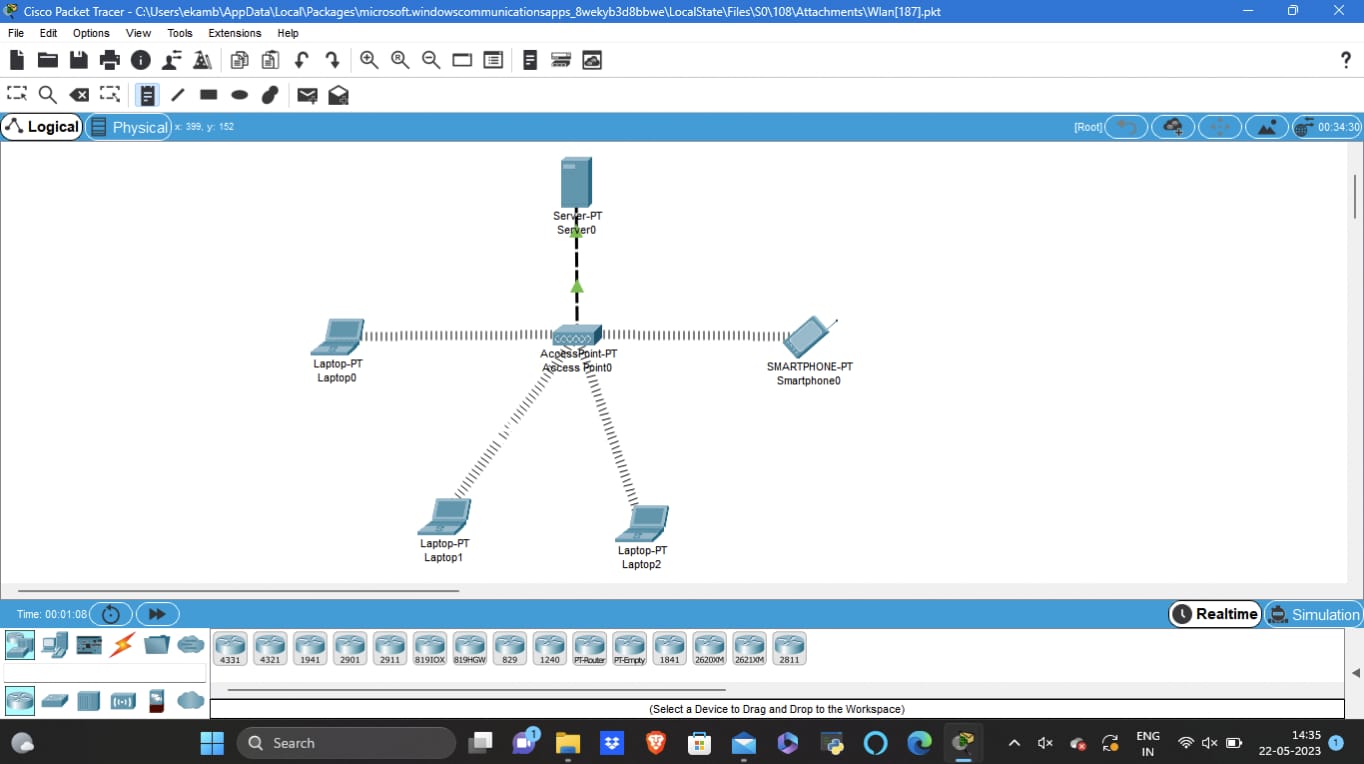 Cisco Packet Tracer - C:\Users\ekamb\AppData\Local\Packages\microsoft.windowscommunicationsapps_8wekyb3d8bbwe\LocalState\Files\S0\108\Attachments\Wlan[187].pkt
File Edit Options View Tools Extensions Help
?
Logical Physical x: 399, y: 152 [Root] 00:34:30
Server-PT
Server0
AccessPoint-PT
Access Point0
Laptop-PT
Laptop0
SMARTPHONE-PT
Smartphone0
Laptop-PT
Laptop1
Laptop-PT
Laptop2
Time: 00:01:08 Realtime Simulation
4331 4321 1941 2901 2911 819IOX 819HGW 829 1240 PT-Router PT-Empty 1841 2620XM 2621XM 2811
(Select a Device to Drag and Drop to the Workspace)
Search 1 ENG 14:35
IN 22-05-2023 1